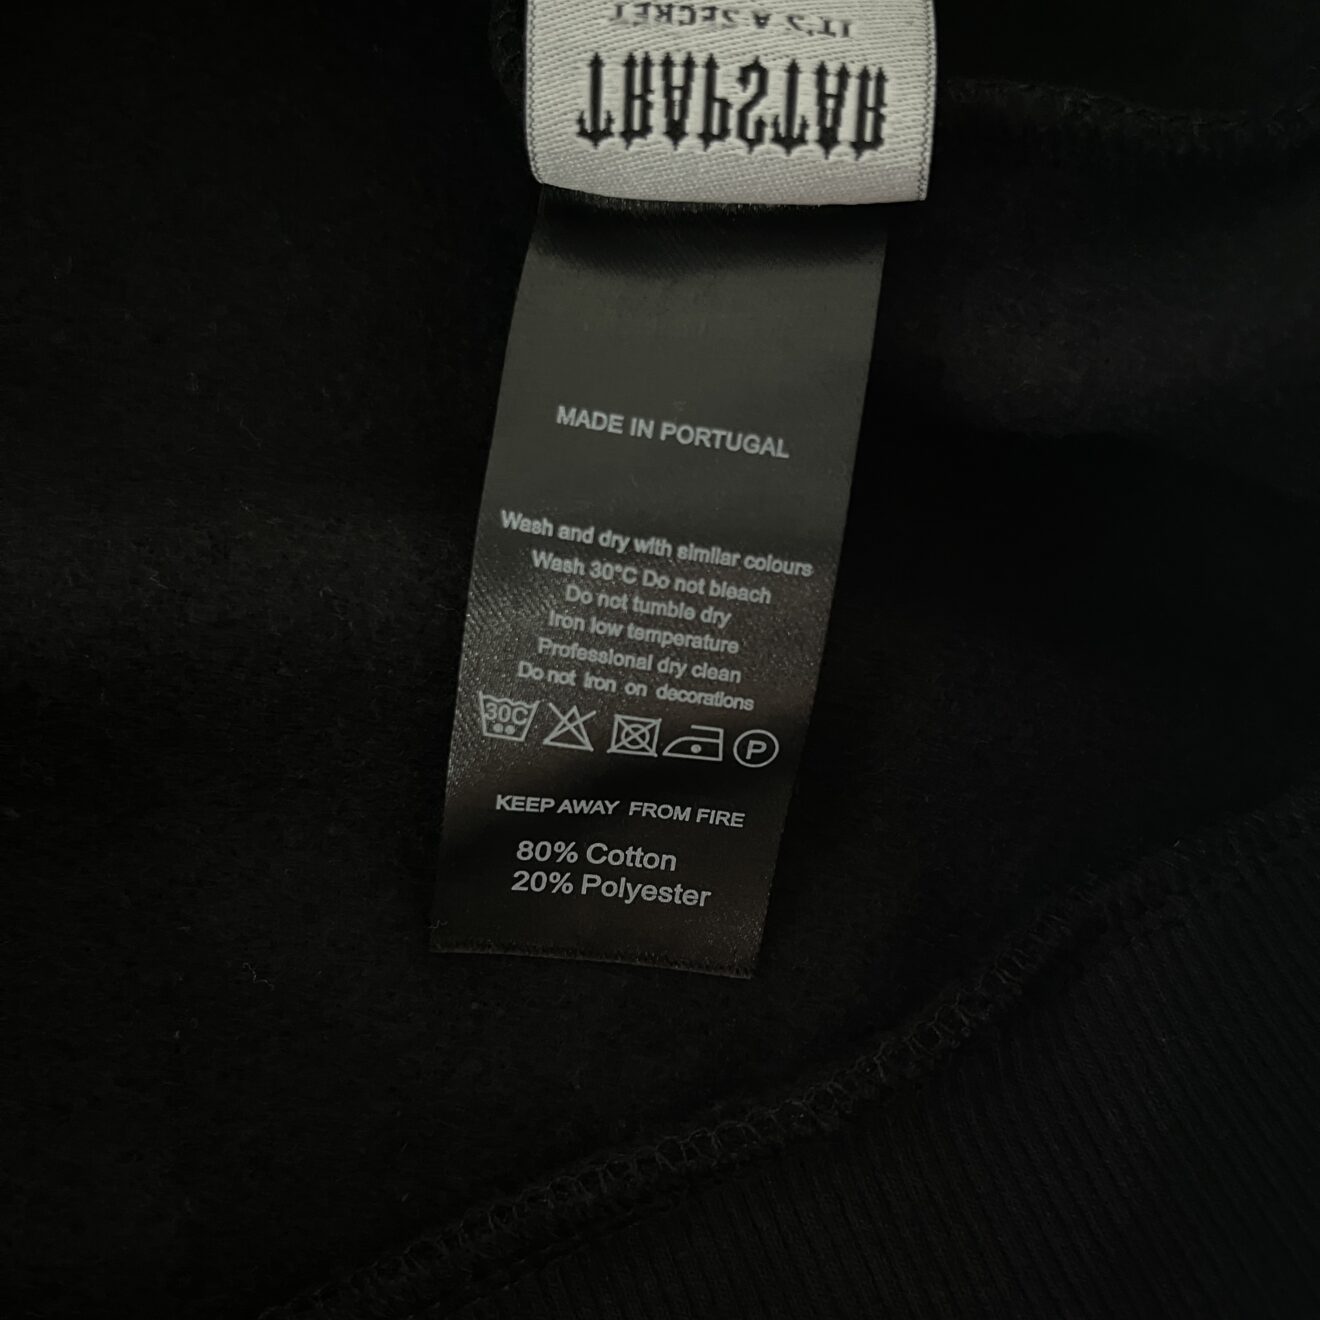 IT'S A SECRET
TRAPSTAR
MADE IN PORTUGAL
Wash and dry with similar colours
Wash 30°C Do not bleach
Do not tumble dry
Iron low temperature
Professional dry clean
Do not Iron on decorations
30C P
KEEP AWAY FROM FIRE
80% Cotton
20% Polyester